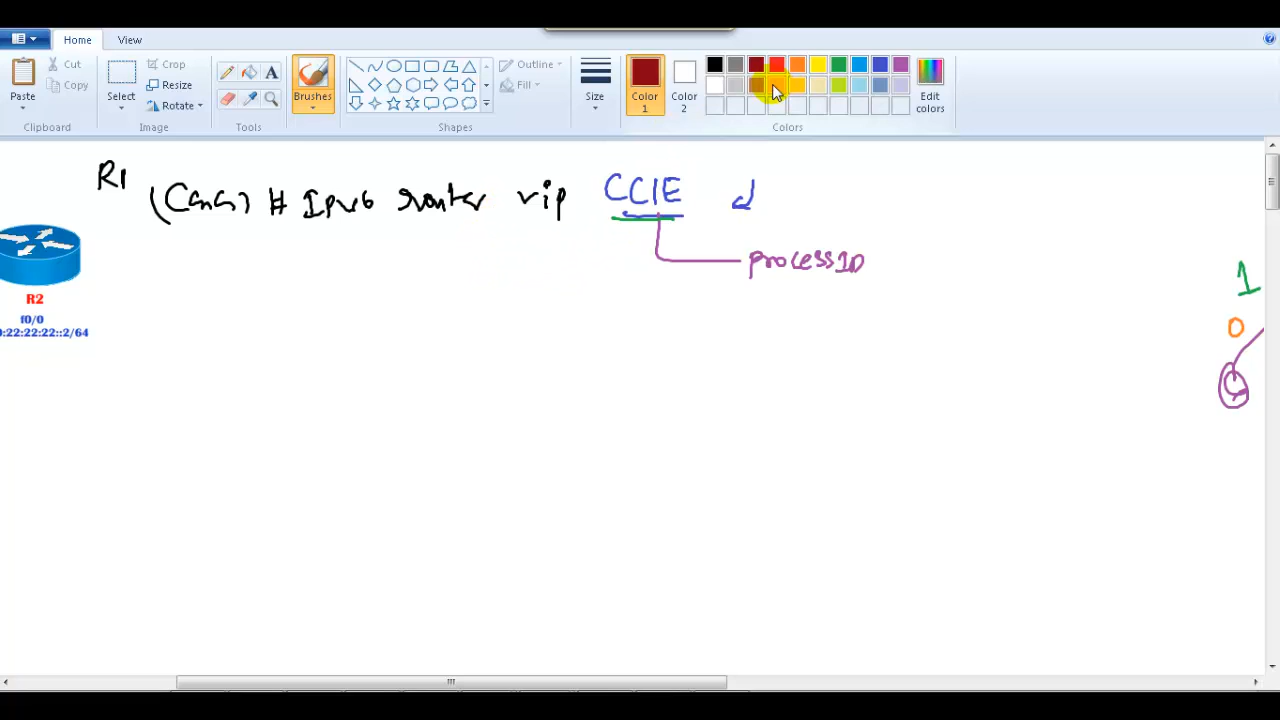 Home View
Cut
Copy
Paste
Clipboard
Crop
Resize
Rotate
Select
Image
Tools
Brushes
Shapes
Outline
Fill
Size
Color 1
Color 2
Edit colors
Colors
R1
(Config) # IPv6 router rip CCIE d
processID
R2
f0/0
:22:22:22::2/64
1
0